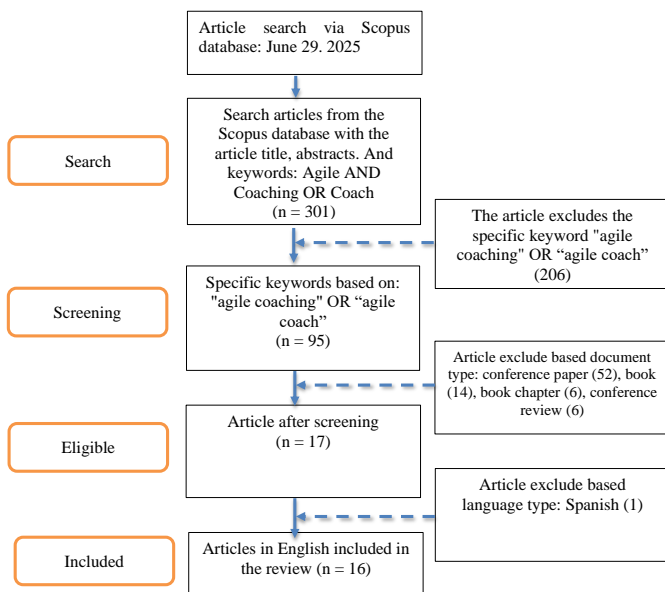 Article search via Scopus
database: June 29. 2025
Search
Search articles from the
Scopus database with the
article title, abstracts. And
keywords: Agile AND
Coaching OR Coach
(n = 301)
The article excludes the
specific keyword "agile
coaching" OR “agile coach”
(206)
Screening
Specific keywords based on:
"agile coaching" OR “agile
coach”
(n = 95)
Article exclude based document
type: conference paper (52), book
(14), book chapter (6), conference
review (6)
Eligible
Article after screening
(n = 17)
Article exclude based
language type: Spanish (1)
Included
Articles in English included in
the review (n = 16)